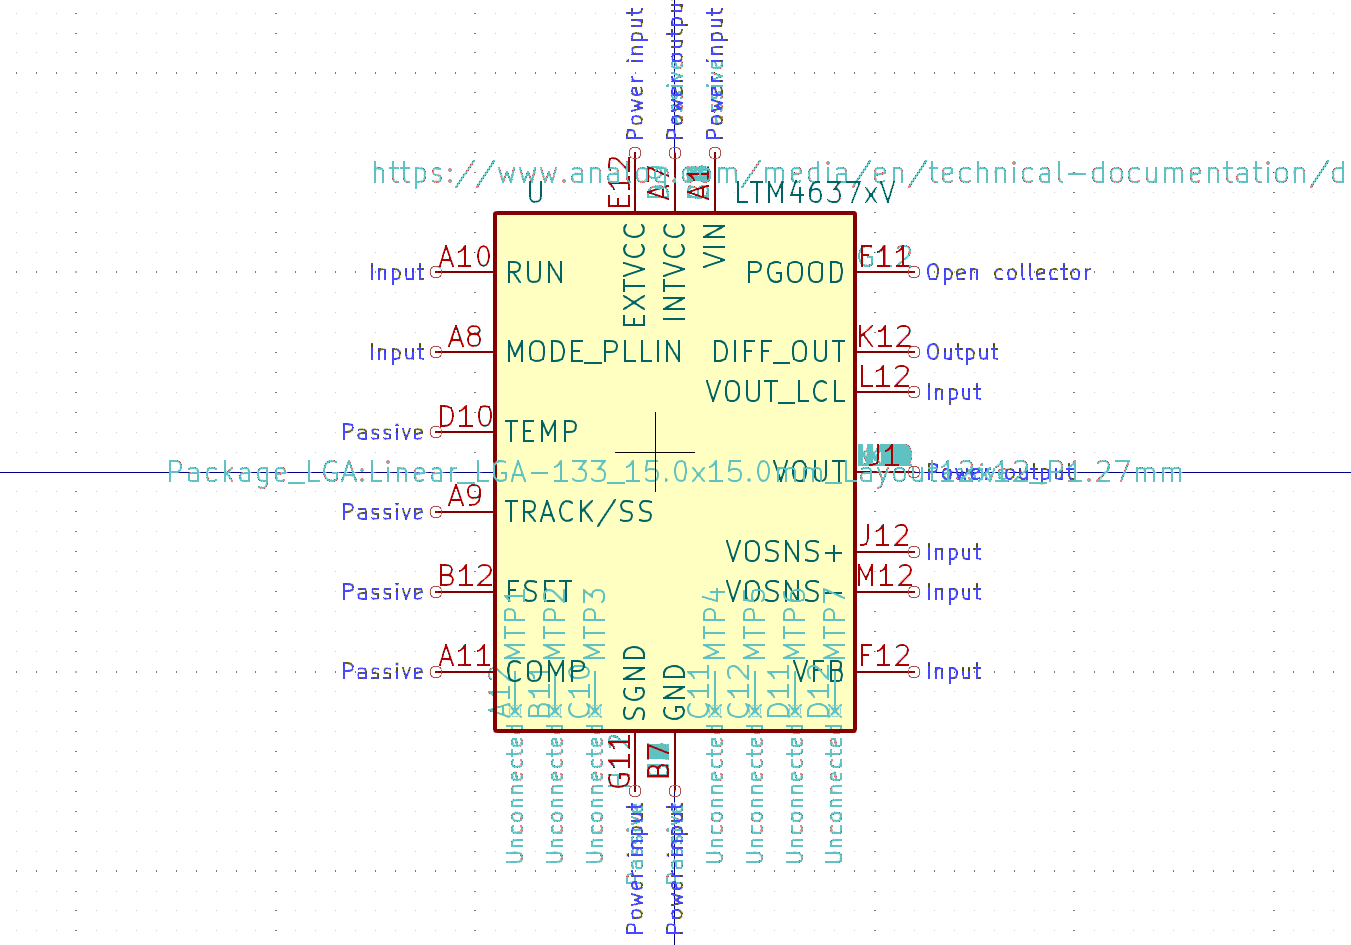 Power input
Power output
Power input
https://www.analog.com/media/en/technical-documentation/d
E12
A7
A1
U
LTM4637xV
EXTVCC
INTVCC
VIN
Input A10 RUN
PGOOD F11 Open collector
Input A8 MODE_PLLIN
DIFF_OUT K12 Output
VOUT_LCL L12 Input
Passive D10 TEMP
VOUT J1 Power output
Package_LGA:Linear_LGA-133_15.0x15.0mm_Layout12x12_P1.27mm
Passive A9 TRACK/SS
VOSNS+ J12 Input
Passive B12 FSET
VOSNS- M12 Input
Passive A11 COMP
VFB F12 Input
MTP1
MTP2
MTP3
SGND
GND
MTP4
MTP5
MTP6
MTP7
A12
B11
C10
C11
C12
D11
D12
G11
B7
Unconnected
Unconnected
Unconnected
Power input
Power input
Unconnected
Unconnected
Unconnected
Unconnected